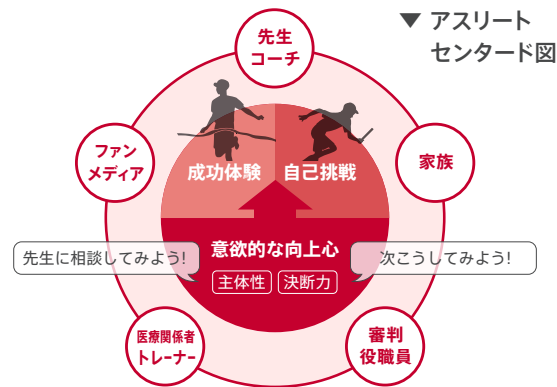 ▼ アスリート
センタード図
先生
コーチ
ファン
メディア
家族
成功体験
自己挑戦
意欲的な向上心
主体性
決断力
先生に相談してみよう!
次こうしてみよう!
医療関係者
トレーナー
審判
役職員